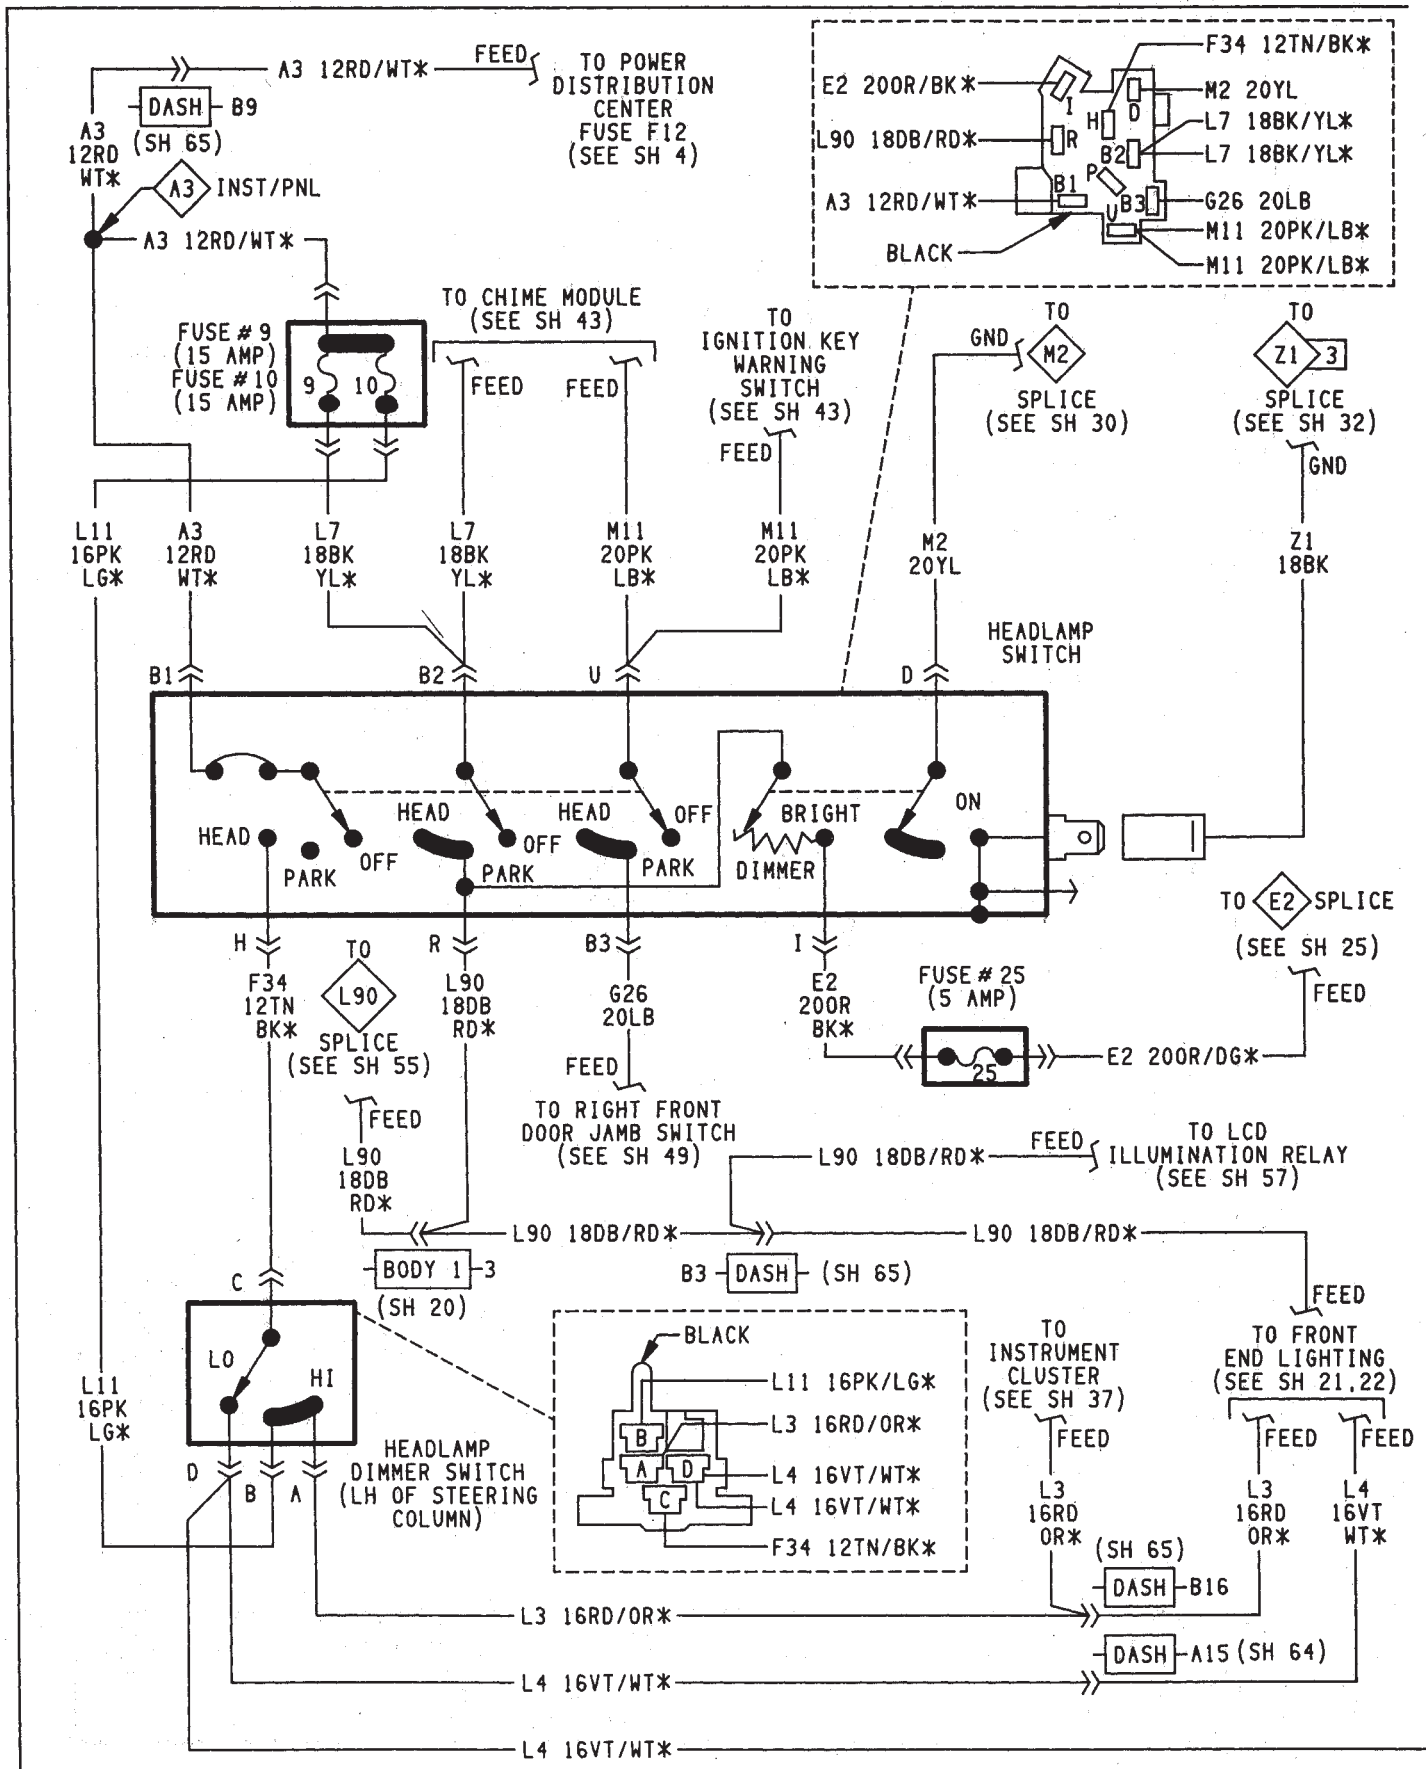 FEED
A3 12RD/WT*
TO POWER
DISTRIBUTION
CENTER
FUSE F12
(SEE SH 4)
DASH
B9
(SH 65)
A3
12RD
WT*
A3
INST/PNL
A3 12RD/WT*
E2 200R/BK*
L90 18DB/RD*
A3 12RD/WT*
BLACK
I
R
H
D
B2
P
B1
B3
U
F34 12TN/BK*
M2 20YL
L7 18BK/YL*
L7 18BK/YL*
G26 20LB
M11 20PK/LB*
M11 20PK/LB*
FUSE # 9
(15 AMP)
FUSE #10
(15 AMP)
9
10
TO CHIME MODULE
(SEE SH 43)
FEED
FEED
TO
IGNITION KEY
WARNING
SWITCH
(SEE SH 43)
FEED
GND
TO
M2
SPLICE
(SEE SH 30)
TO
Z1
3
SPLICE
(SEE SH 32)
GND
L11
16PK
LG*
A3
12RD
WT*
L7
18BK
YL*
L7
18BK
YL*
M11
20PK
LB*
M11
20PK
LB*
M2
20YL
Z1
18BK
HEADLAMP
SWITCH
B1
B2
U
D
HEAD
PARK
OFF
HEAD
OFF
PARK
HEAD
OFF
PARK
BRIGHT
DIMMER
ON
H
R
B3
I
TO
E2
SPLICE
(SEE SH 25)
FEED
F34
12TN
BK*
TO
L90
SPLICE
(SEE SH 55)
FEED
L90
18DB
RD*
L90
18DB
RD*
G26
20LB
FEED
TO RIGHT FRONT
DOOR JAMB SWITCH
(SEE SH 49)
E2
200R
BK*
FUSE # 25
(5 AMP)
25
E2 200R/DG*
L90 18DB/RD*
FEED
TO LCD
ILLUMINATION RELAY
(SEE SH 57)
L90 18DB/RD*
L90 18DB/RD*
BODY 1
3
(SH 20)
B3
DASH
(SH 65)
FEED
TO FRONT
END LIGHTING
(SEE SH 21,22)
FEED
FEED
C
LO
HI
D
B
A
HEADLAMP
DIMMER SWITCH
(LH OF STEERING
COLUMN)
L11
16PK
LG*
BLACK
B
A
D
C
L11 16PK/LG*
L3 16RD/OR*
L4 16VT/WT*
L4 16VT/WT*
F34 12TN/BK*
TO
INSTRUMENT
CLUSTER
(SEE SH 37)
FEED
L3
16RD
OR*
L3
16RD
OR*
L4
16VT
WT*
(SH 65)
DASH
B16
L3 16RD/OR*
DASH
A15 (SH 64)
L4 16VT/WT*
L4 16VT/WT*